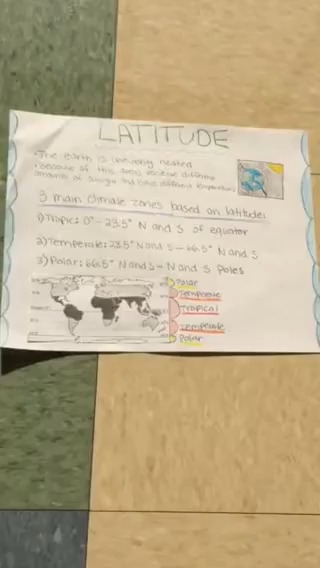 LATITUDE
•The earth is unevenly heated
•Because of this areas receive different
amounts of sunlight and have different temperatures
3 main climate zones based on latitude:
1) Tropic: 0°-23.5° N and S of equator
2) Temperate: 23.5° N and S-66.5° N and S
3) Polar: 66.5° N and S-N and S poles
Polar
Temperate
Tropical
Temperate
Polar